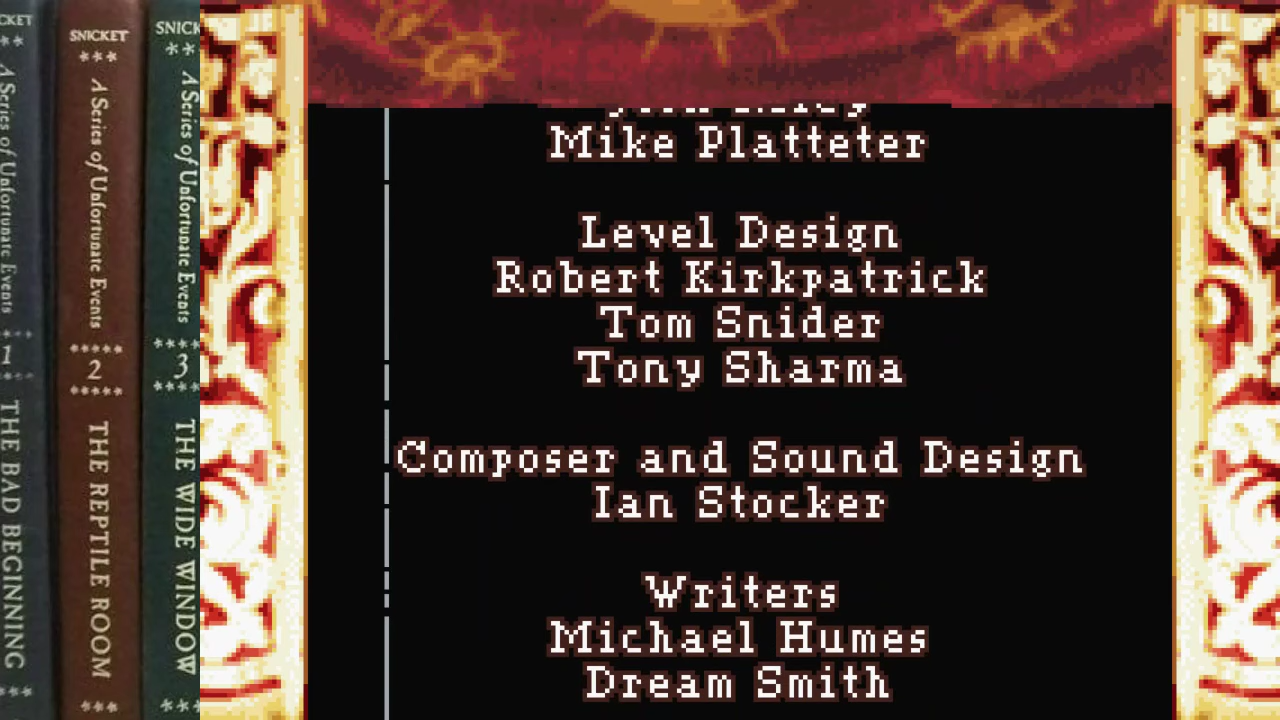 SNICKET
A Series of Unfortunate Events
1
THE BAD BEGINNING
SNICKET
A Series of Unfortunate Events
2
THE REPTILE ROOM
A Series of Unfortunate Events
3
THE WIDE WINDOW
Mike Platteter
Level Design
Robert Kirkpatrick
Tom Snider
Tony Sharma
Composer and Sound Design
Ian Stocker
Writers
Michael Humes
Dream Smith